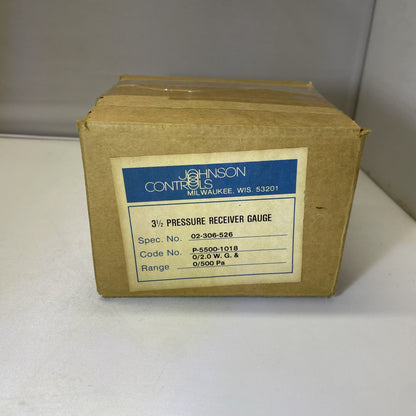 JOHNSON
CONTROLS
MILWAUKEE, WIS. 53201
3½ PRESSURE RECEIVER GAUGE
Spec. No. 02-306-526
Code No. P-5500-1018
0/2.0 W. G. &
Range 0/500 Pa